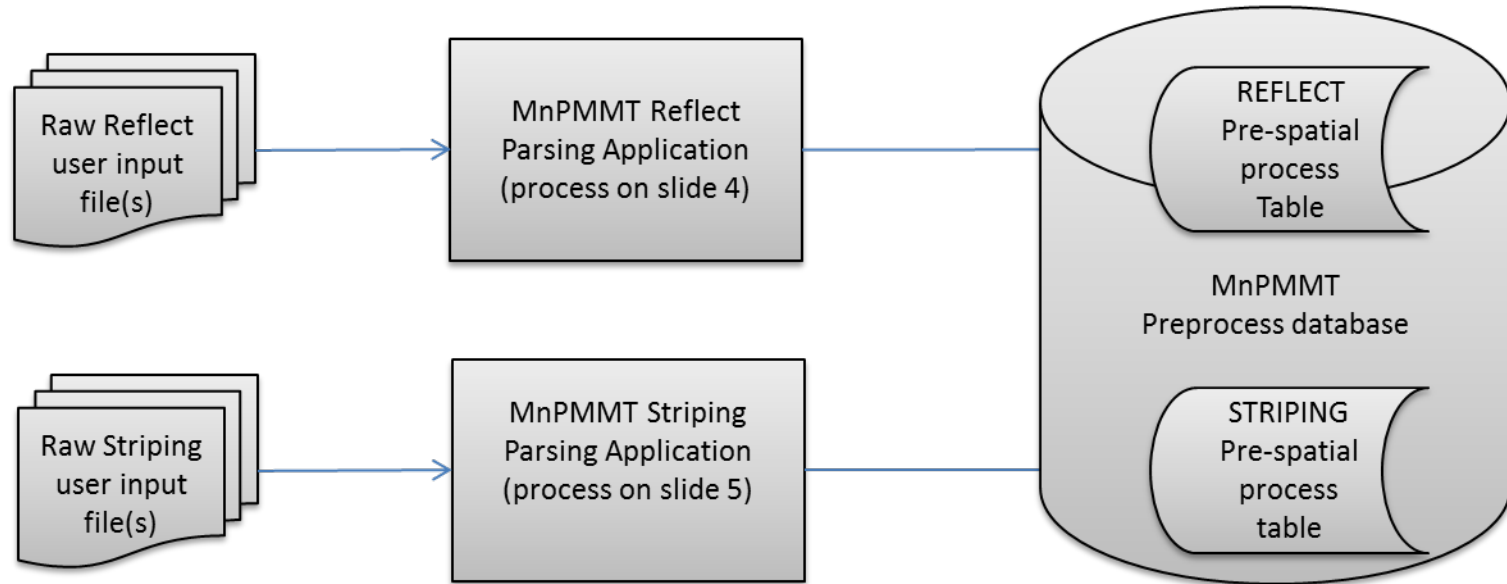 Raw Reflect
user input
file(s)
MnPMMT Reflect
Parsing Application
(process on slide 4)
REFLECT
Pre-spatial
process
Table
MnPMMT
Preprocess database
Raw Striping
user input
file(s)
MnPMMT Striping
Parsing Application
(process on slide 5)
STRIPING
Pre-spatial
process
table